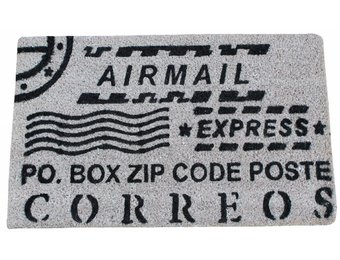 AIRMAIL
★EXPRESS★
PO. BOX ZIP CODE POSTE
CORREOS